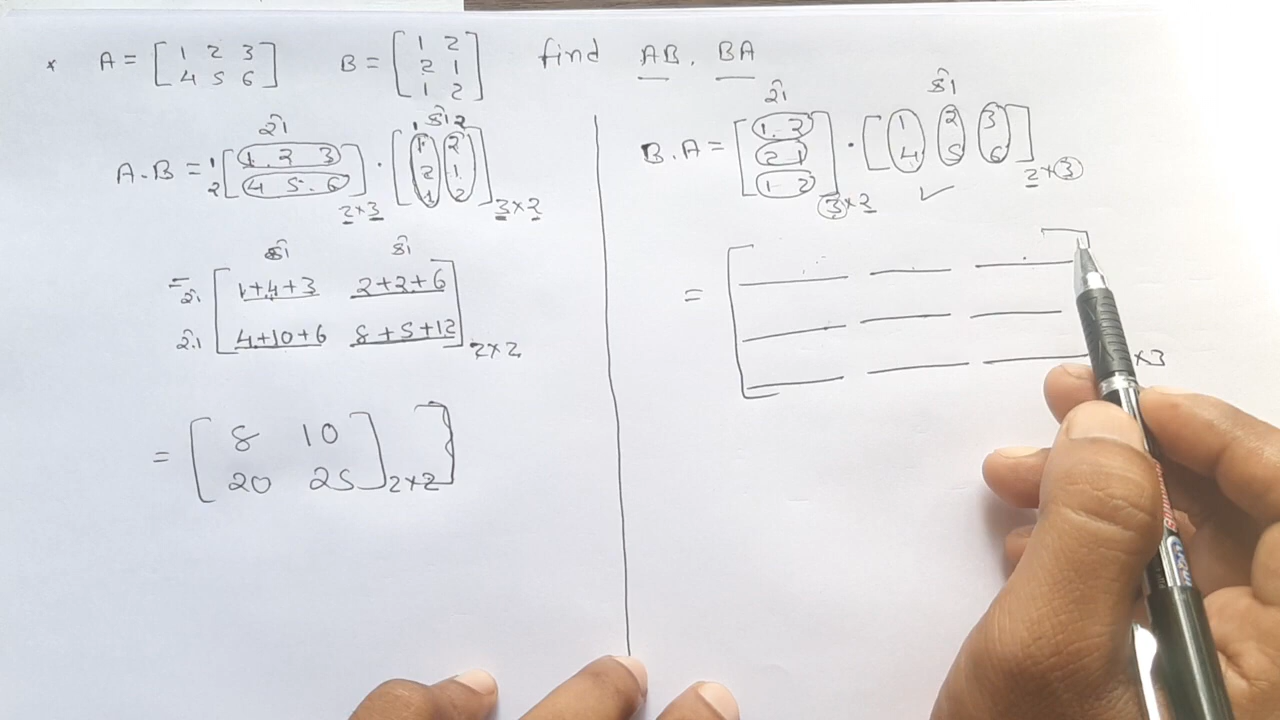 * A = [ 1 2 3 B = [ 1 2 find AB. BA
4 5 6 ] 2 1
1 2 ]
A.B = 1 [ 1 2 3 . [ 1 2
2 4 5 6 ] 2×3 2 1
1 2 ] 3×2
= [ 1+4+3 2+2+6
4+10+6 8+5+12 ] 2×2
= [ 8 10
20 25 ] 2×2 ]
B.A = [ 1 2 . [ 1 2 3
2 1 4 5 6 ] 2×3
1 2 ] 3×2 ✓
= [ ]
×3